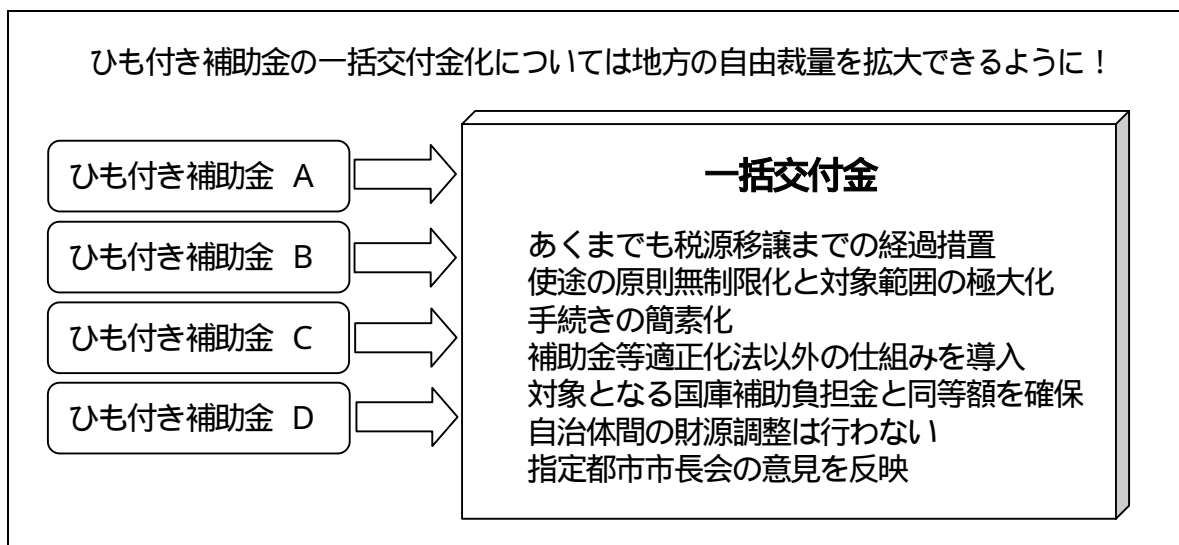 ひも付き補助金の一括交付金化については地方の自由裁量を拡大できるように！
ひも付き補助金 A
ひも付き補助金 B
ひも付き補助金 C
ひも付き補助金 D
一括交付金
あくまでも税源移譲までの経過措置
使途の原則無制限化と対象範囲の極大化
手続きの簡素化
補助金等適正化法以外の仕組みを導入
対象となる国庫補助負担金と同等額を確保
自治体間の財源調整は行わない
指定都市市長会の意見を反映